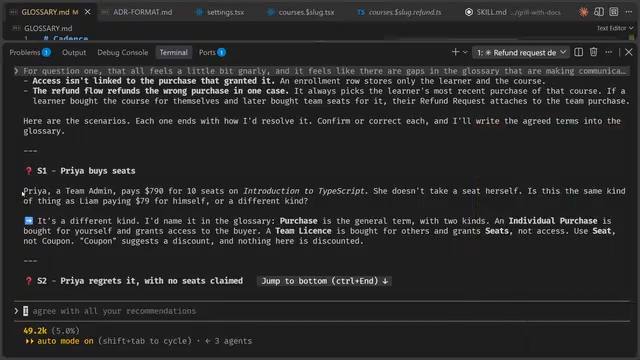 GLOSSARY.md M
ADR-FORMAT.md
settings.tsx
courses.$slug.tsx
courses.$slug.refund.ts
SKILL.md ~/grill-with-docs
GLOSSARY.md
Text Editor
1 # Cadence
Problems 3
Output
Debug Console
Terminal
Ports 1
1: ✳ Refund request de
> For question one, that all feels a little bit gnarly, and it feels like there are gaps in the glossary that are making communica…
- Access isn't linked to the purchase that granted it. An enrollment row stores only the learner and the course.
- The refund flow refunds the wrong purchase in one case. It always picks the learner's most recent purchase of that course. If a
learner bought the course for themselves and later bought team seats for it, their Refund Request attaches to the team purchase.
Here are the scenarios. Each one ends with how I'd resolve it. Confirm or correct each, and I'll write the agreed terms into the
glossary.
---
❓ S1 - Priya buys seats
Priya, a Team Admin, pays $790 for 10 seats on Introduction to TypeScript. She doesn't take a seat herself. Is this the same kind
of thing as Liam paying $79 for himself, or a different kind?
➡️ It's a different kind. I'd name it in the glossary: Purchase is the general term, with two kinds. An Individual Purchase is
bought for yourself and grants access to the buyer. A Team Licence is bought for others and grants Seats, not access. Use Seat,
not Coupon. "Coupon" suggests a discount, and nothing here is discounted.
---
❓ S2 - Priya regrets it, with no seats claimed
Jump to bottom (ctrl+End) ↓
> I agree with all your recommendations
49.2k (5.0%)
⏵⏵ auto mode on (shift+tab to cycle) · ← 3 agents